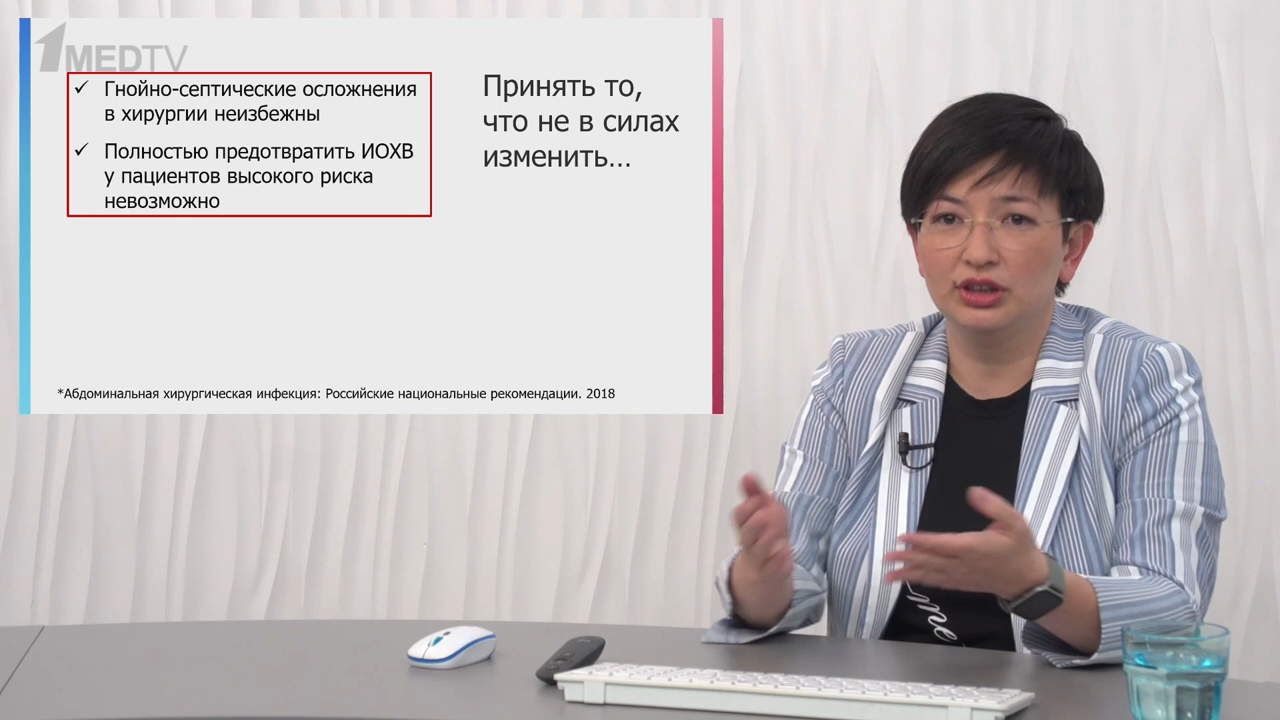 1MEDTV
✓ Гнойно-септические осложнения
в хирургии неизбежны
✓ Полностью предотвратить ИОХВ
у пациентов высокого риска
невозможно
Принять то,
что не в силах
изменить...
*Абдоминальная хирургическая инфекция: Российские национальные рекомендации. 2018